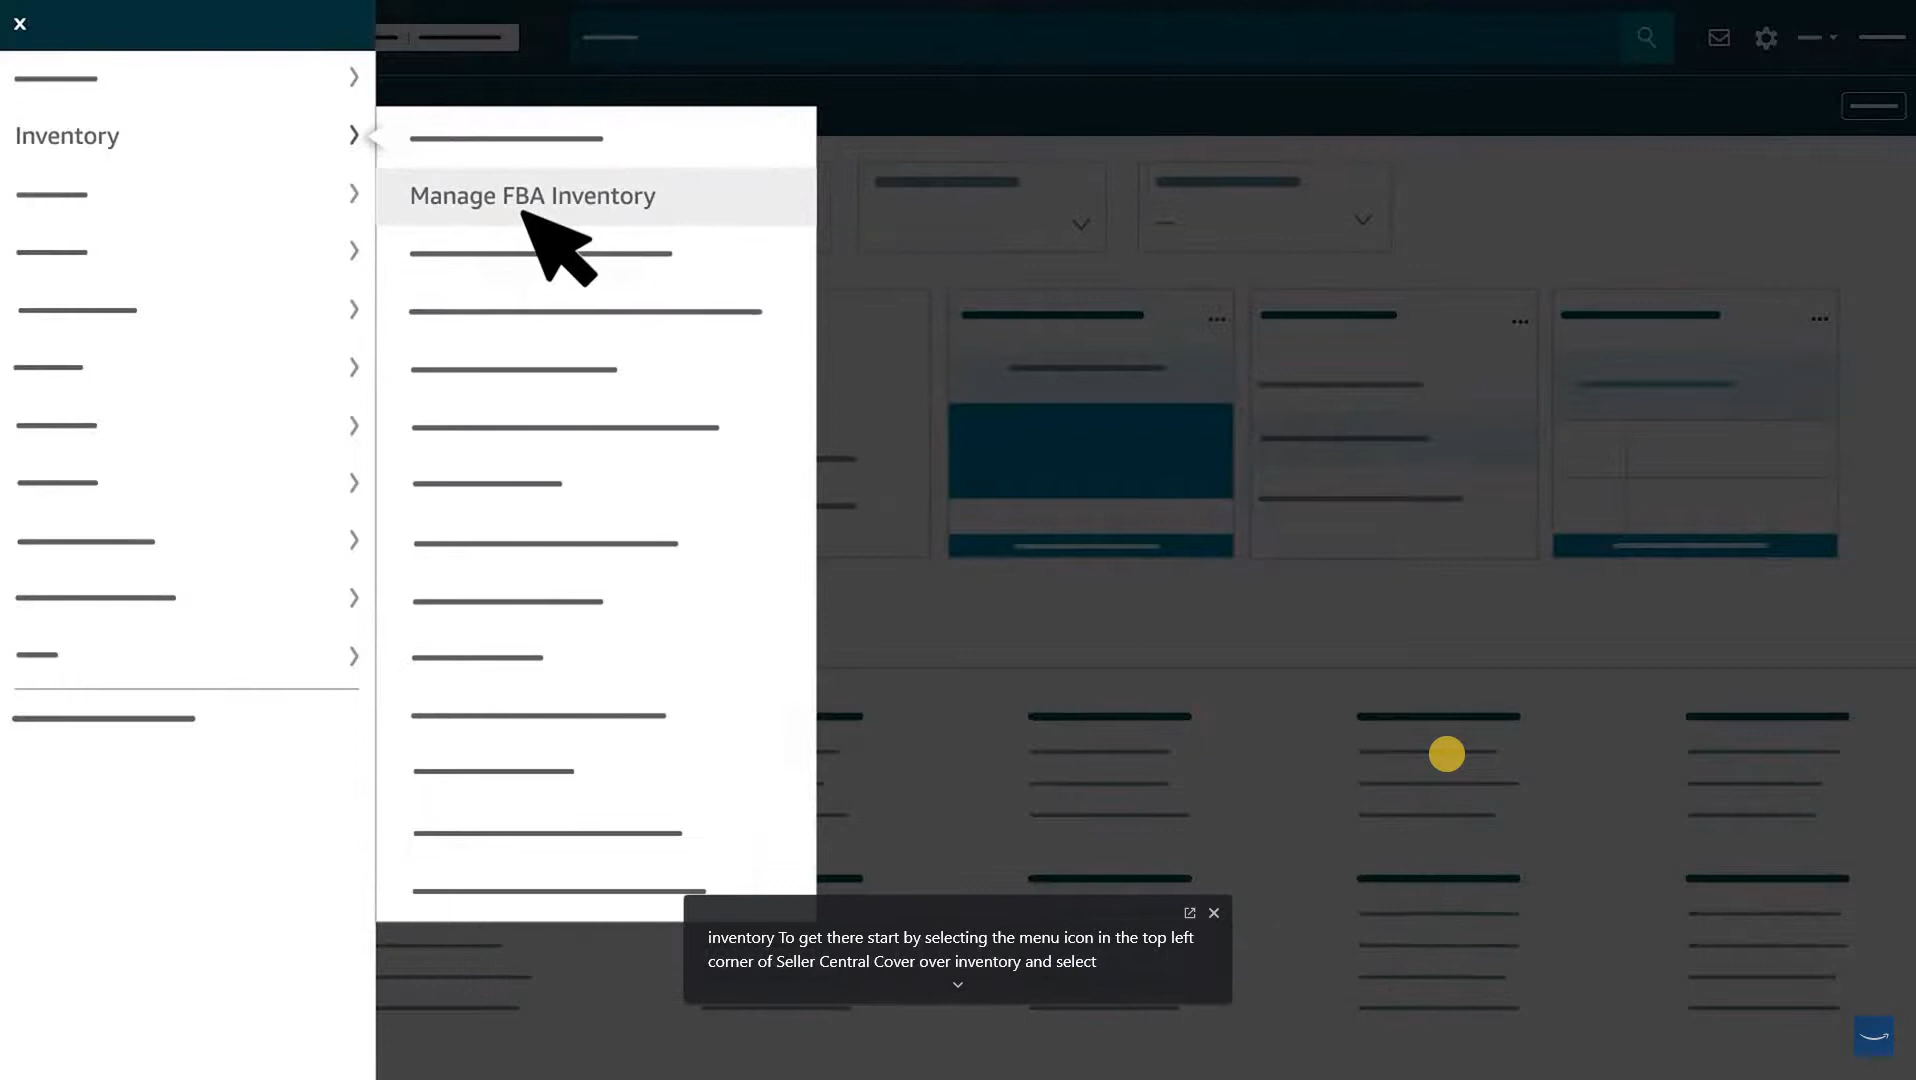 x
Inventory
Manage FBA Inventory
inventory To get there start by selecting the menu icon in the top left
corner of Seller Central Cover over inventory and select